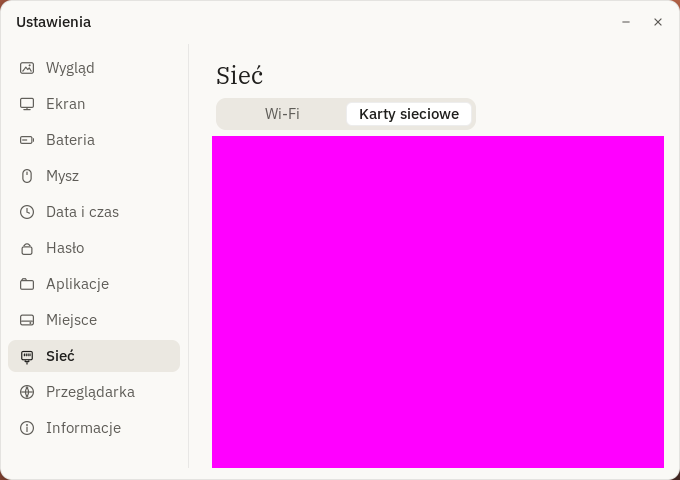 Ustawienia
Wygląd
Ekran
Bateria
Mysz
Data i czas
Hasło
Aplikacje
Miejsce
Sieć
Przeglądarka
Informacje
Sieć
Wi-Fi
Karty sieciowe